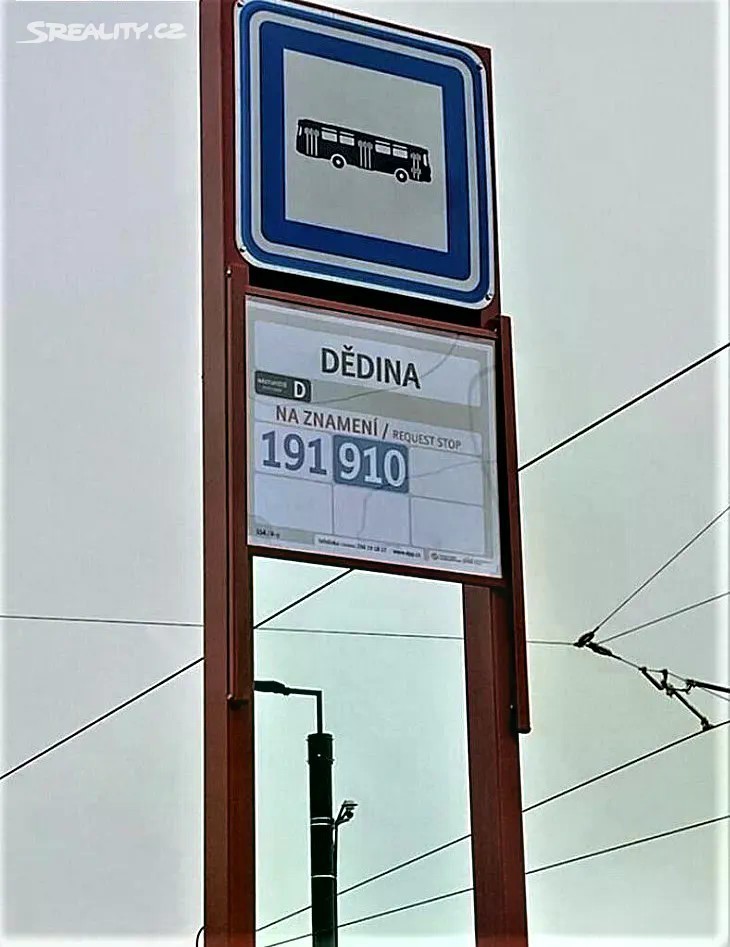 SREALITY.CZ
DĚDINA
D
NA ZNAMENÍ / REQUEST STOP
191 910